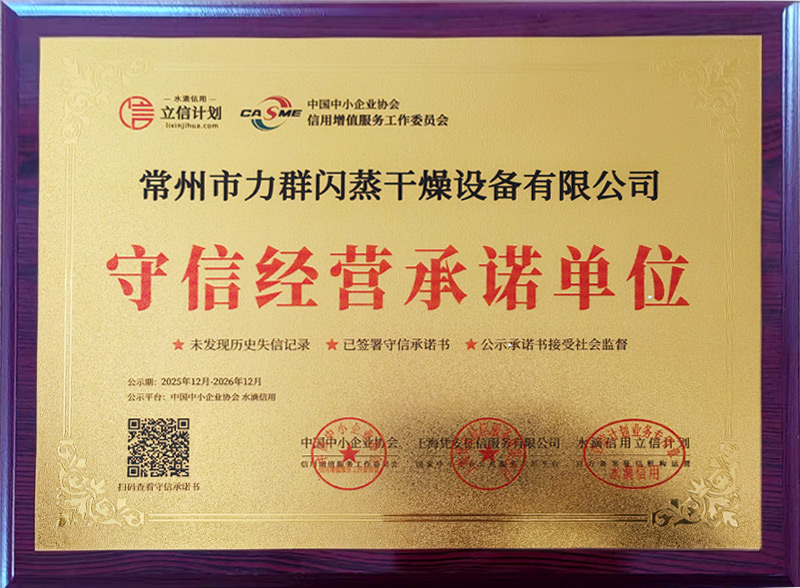 水滴信用
立信计划
lixinjihua.com
CASME
中国中小企业协会
信用增值服务工作委员会
常州市力群闪蒸干燥设备有限公司
守信经营承诺单位
★ 未发现历史失信记录 ★ 已签署守信承诺书 ★ 公示承诺书接受社会监督
公示期：2025年12月-2026年12月
公示平台：中国中小企业协会 水滴信用
扫码查看守信承诺书
中国中小企业协会 上海凭安征信服务有限公司 水滴信用立信计划
信用增值服务工作委员会
水滴信用